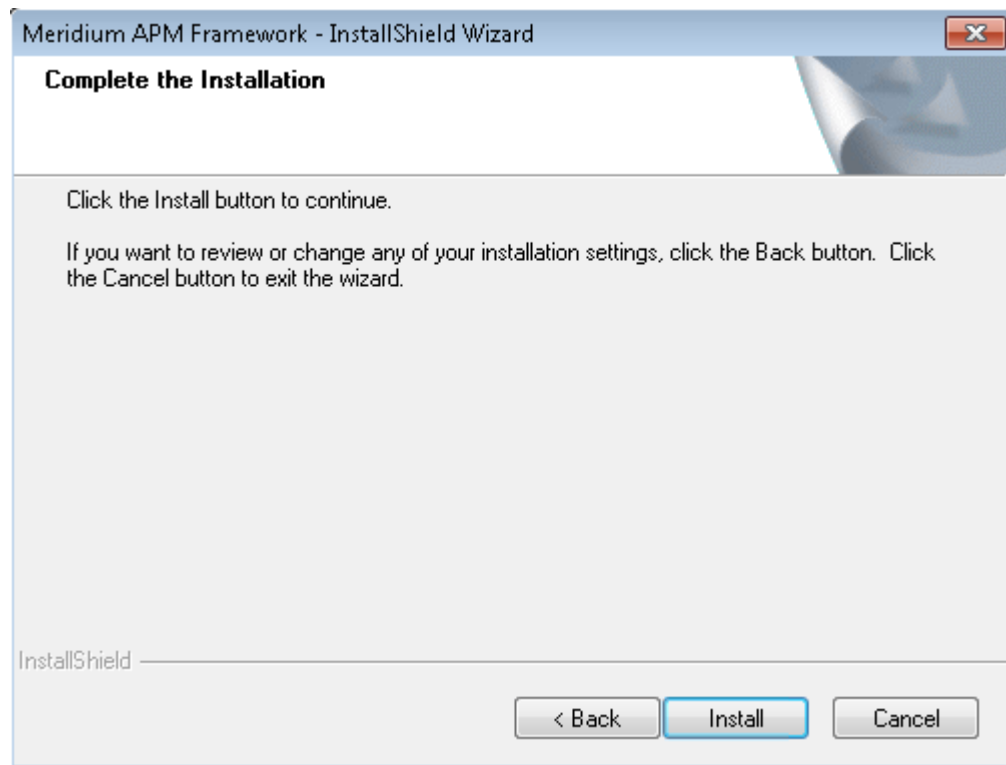 Meridium APM Framework - InstallShield Wizard
Complete the Installation
Click the Install button to continue.
If you want to review or change any of your installation settings, click the Back button.  Click
the Cancel button to exit the wizard.
InstallShield
< Back
Install
Cancel